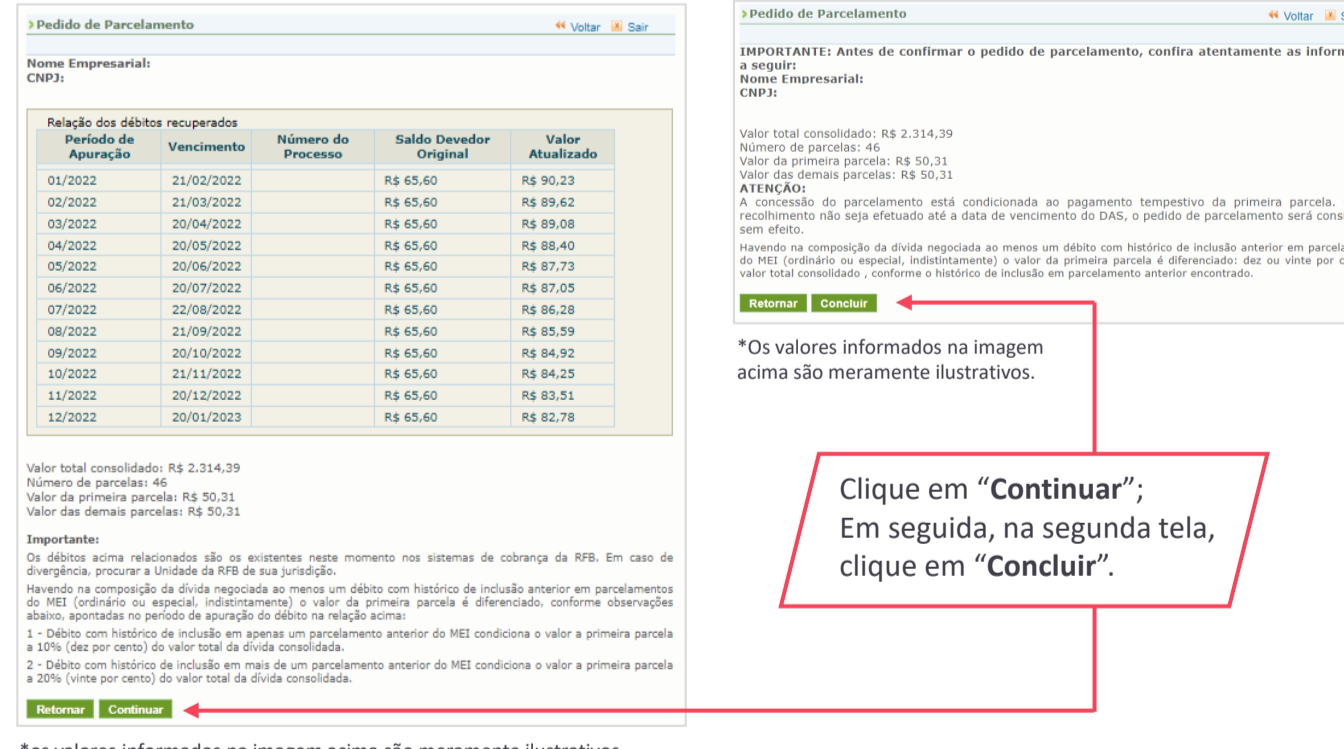 Pedido de Parcelamento Voltar Sair
Nome Empresarial:
CNPJ:
Relação dos débitos recuperados
Período de Apuração Vencimento Número do Processo Saldo Devedor Original Valor Atualizado
01/2022 21/02/2022 R$ 65,60 R$ 90,23
02/2022 21/03/2022 R$ 65,60 R$ 89,62
03/2022 20/04/2022 R$ 65,60 R$ 89,08
04/2022 20/05/2022 R$ 65,60 R$ 88,40
05/2022 20/06/2022 R$ 65,60 R$ 87,73
06/2022 20/07/2022 R$ 65,60 R$ 87,05
07/2022 22/08/2022 R$ 65,60 R$ 86,28
08/2022 21/09/2022 R$ 65,60 R$ 85,59
09/2022 20/10/2022 R$ 65,60 R$ 84,92
10/2022 21/11/2022 R$ 65,60 R$ 84,25
11/2022 20/12/2022 R$ 65,60 R$ 83,51
12/2022 20/01/2023 R$ 65,60 R$ 82,78
Valor total consolidado: R$ 2.314,39
Número de parcelas: 46
Valor da primeira parcela: R$ 50,31
Valor das demais parcelas: R$ 50,31
Importante:
Os débitos acima relacionados são os existentes neste momento nos sistemas de cobrança da RFB. Em caso de
divergência, procurar a Unidade da RFB de sua jurisdição.
Havendo na composição da dívida negociada ao menos um débito com histórico de inclusão anterior em parcelamentos
do MEI (ordinário ou especial, indistintamente) o valor da primeira parcela é diferenciado, conforme observações
abaixo, apontadas no período de apuração do débito na relação acima:
1 - Débito com histórico de inclusão em apenas um parcelamento anterior do MEI condiciona o valor a primeira parcela
a 10% (dez por cento) do valor total da dívida consolidada.
2 - Débito com histórico de inclusão em mais de um parcelamento anterior do MEI condiciona o valor a primeira parcela
a 20% (vinte por cento) do valor total da dívida consolidada.
Retornar Continuar
*os valores informados na imagem acima são meramente ilustrativos
Pedido de Parcelamento Voltar
IMPORTANTE: Antes de confirmar o pedido de parcelamento, confira atentamente as inform
a seguir:
Nome Empresarial:
CNPJ:
Valor total consolidado: R$ 2.314,39
Número de parcelas: 46
Valor da primeira parcela: R$ 50,31
Valor das demais parcelas: R$ 50,31
ATENÇÃO:
A concessão do parcelamento está condicionada ao pagamento tempestivo da primeira parcela.
recolhimento não seja efetuado até a data de vencimento do DAS, o pedido de parcelamento será cons
sem efeito.
Havendo na composição da dívida negociada ao menos um débito com histórico de inclusão anterior em parcela
do MEI (ordinário ou especial, indistintamente) o valor da primeira parcela é diferenciado: dez ou vinte por c
valor total consolidado , conforme o histórico de inclusão em parcelamento anterior encontrado.
Retornar Concluir
*Os valores informados na imagem
acima são meramente ilustrativos.
Clique em “Continuar”;
Em seguida, na segunda tela,
clique em “Concluir”.